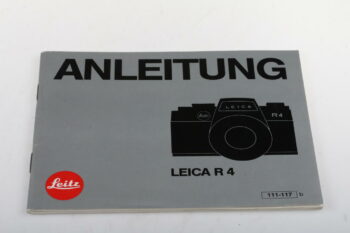 ANLEITUNG
LEICA
R4
LEICA R 4
Leitz
111-117 b